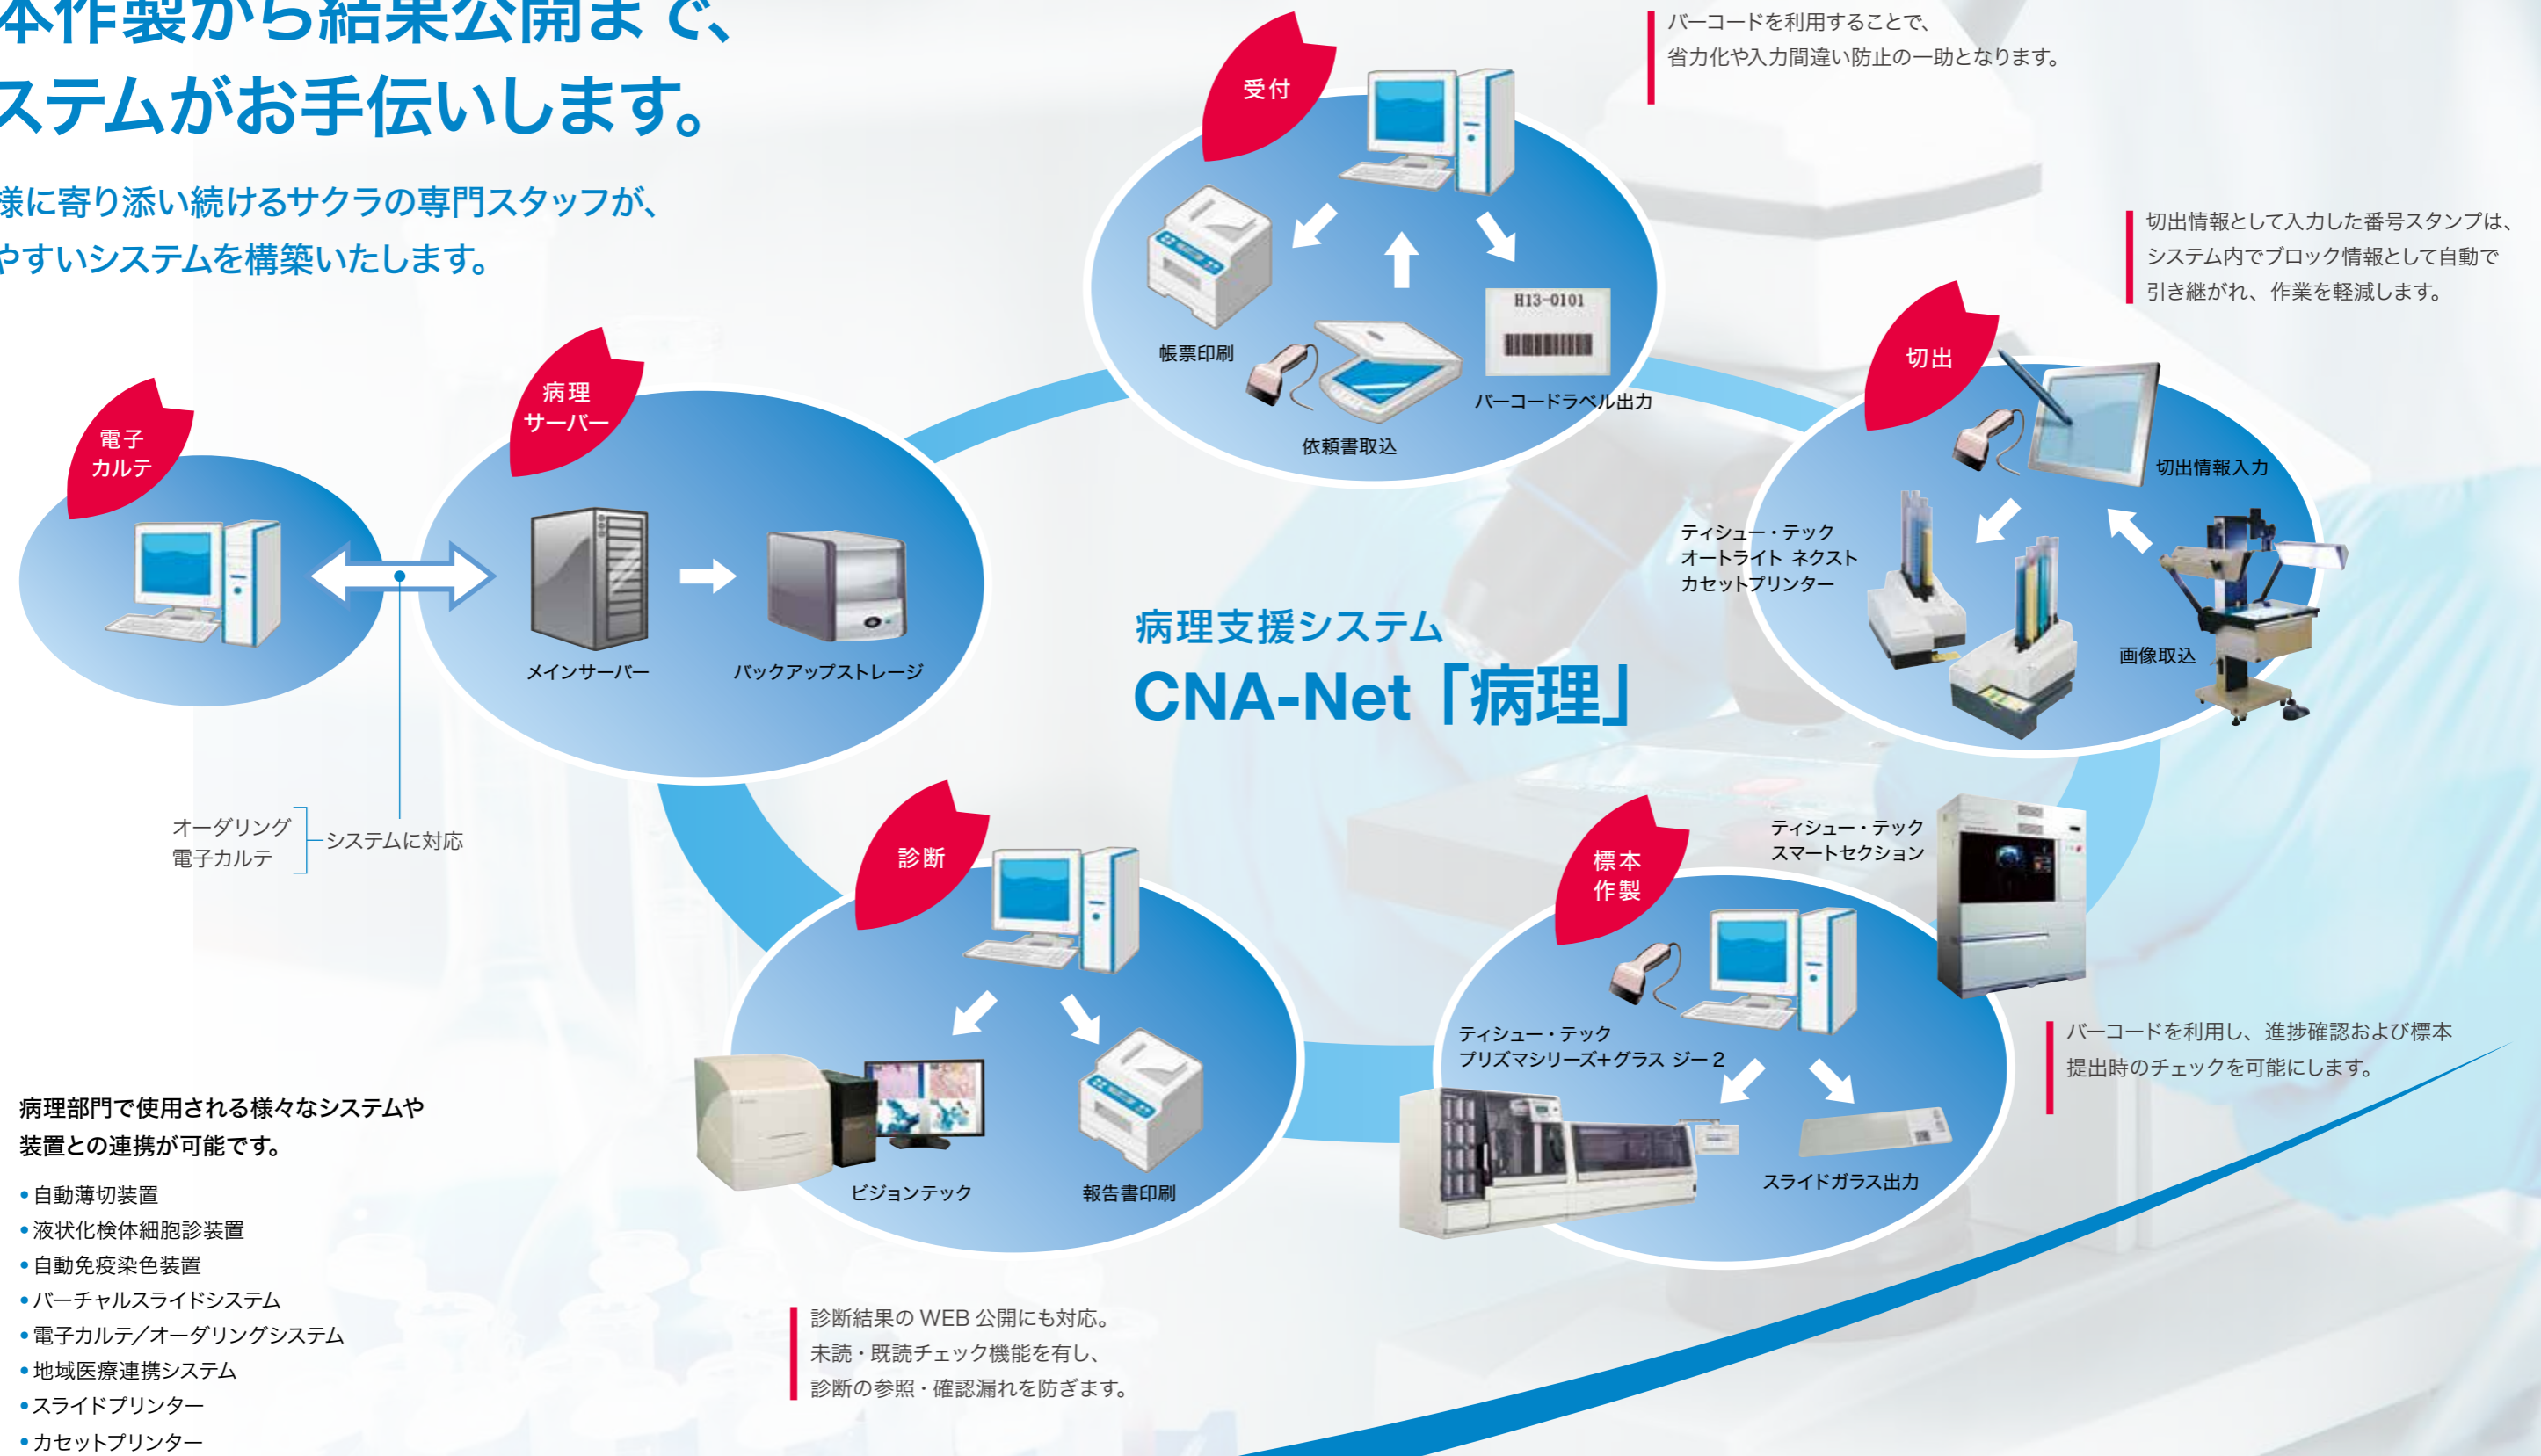 本作製から結果公開まで、
ステムがお手伝いします。
様に寄り添い続けるサクラの専門スタッフが、
やすいシステムを構築いたします。
バーコードを利用することで、
省力化や入力間違い防止の一助となります。
受付
帳票印刷
依頼書取込
H13-0101
バーコードラベル出力
切出情報として入力した番号スタンプは、
システム内でブロック情報として自動で
引き継がれ、作業を軽減します。
切出
切出情報入力
ティシュー・テック
オートライト ネクスト
カセットプリンター
画像取込
電子
カルテ
病理
サーバー
メインサーバー
バックアップストレージ
オーダリング
電子カルテ
システムに対応
病理支援システム
CNA-Net「病理」
診断
ビジョンテック
報告書印刷
標本
作製
ティシュー・テック
スマートセクション
ティシュー・テック
プリズマシリーズ+グラス ジー2
スライドガラス出力
バーコードを利用し、進捗確認および標本
提出時のチェックを可能にします。
診断結果の WEB 公開にも対応。
未読・既読チェック機能を有し、
診断の参照・確認漏れを防ぎます。
病理部門で使用される様々なシステムや
装置との連携が可能です。
•自動薄切装置
•液状化検体細胞診装置
•自動免疫染色装置
•バーチャルスライドシステム
•電子カルテ／オーダリングシステム
•地域医療連携システム
•スライドプリンター
•カセットプリンター